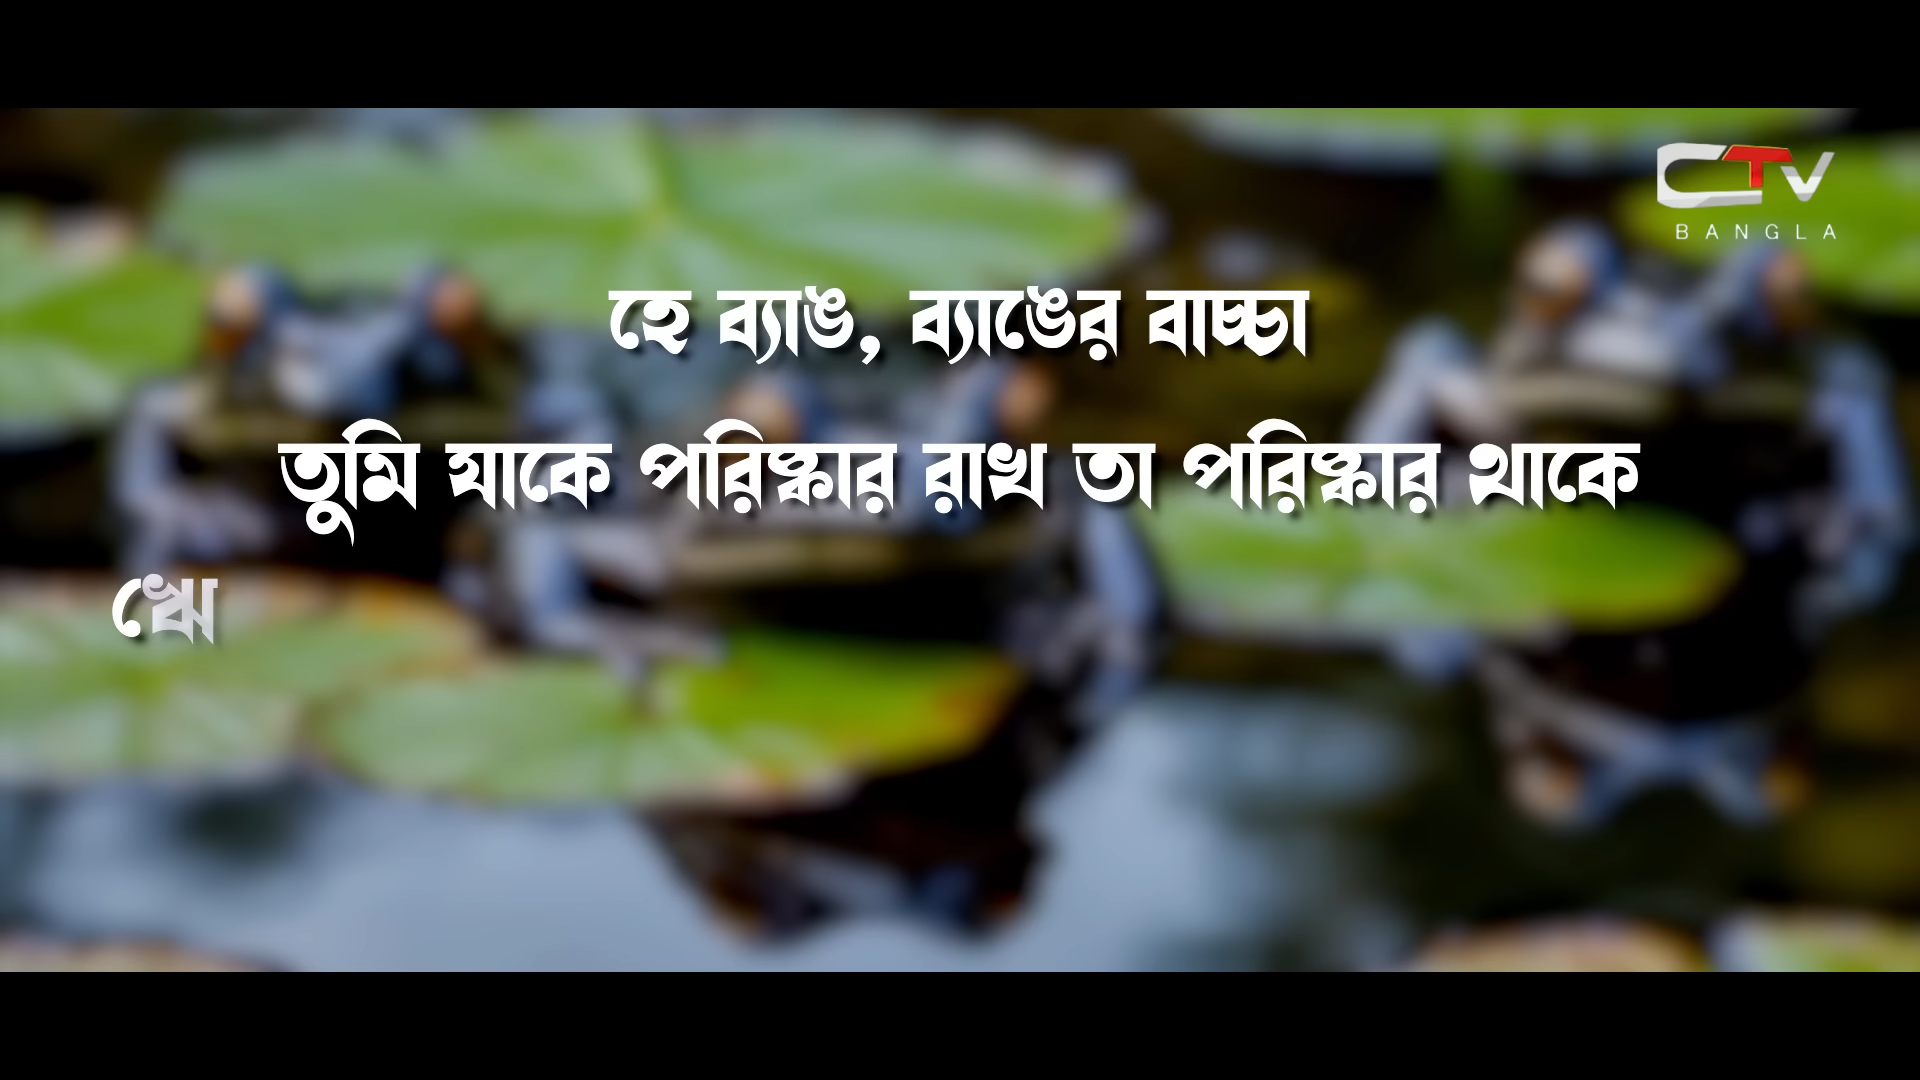 CTV
BANGLA
হে ব্যাঙ, ব্যাঙের বাচ্চা
তুমি যাকে পরিষ্কার রাখ তা পরিষ্কার থাকে